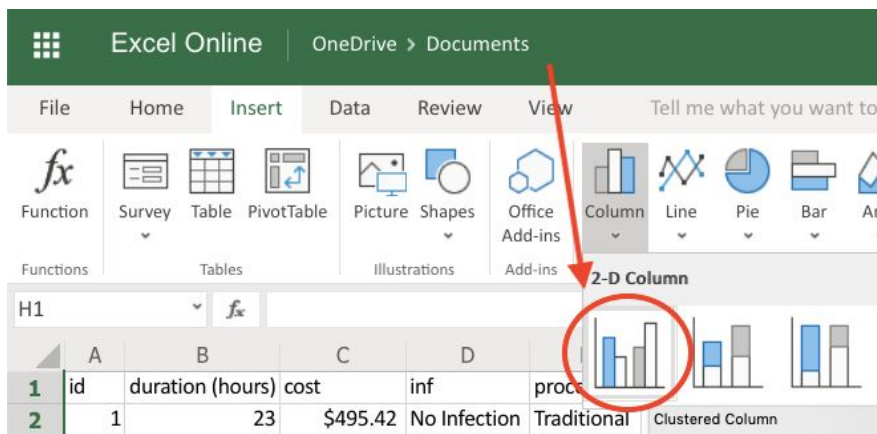 Excel Online OneDrive > Documents
File Home Insert Data Review View Tell me what you want to
fx
Function Survey Table PivotTable Picture Shapes Office Add-ins Column Line Pie Bar
Functions Tables Illustrations Add-ins
2-D Column
H1 fx
A B C D
1 id duration (hours) cost inf
2 1 23 $495.42 No Infection Traditional
Clustered Column